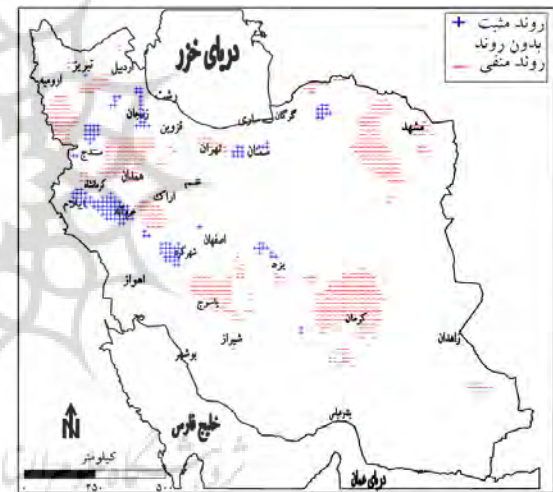 روند مثبت +
بدون روند
روند منفی
دریای خزر
اردبیل
تبریز
ارومیه
رشت
زنجان
قزوین
ساری
گرگان
مشهد
سنندج
تهران
سمنان
همدان
قم
کرمانشاه
اراک
ایلام
خرم آباد
اصفهان
شهرکرد
یزد
اهواز
یاسوج
کرمان
زاهدان
شیراز
بوشهر
بندرعباس
خلیج فارس
دریای عمان
N
کیلومتر
۰ ۲۵۰ ۵۰۰